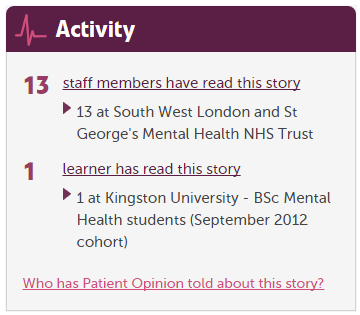 Activity
13 staff members have read this story
13 at South West London and St
George's Mental Health NHS Trust
1 learner has read this story
1 at Kingston University - BSc Mental
Health students (September 2012
cohort)
Who has Patient Opinion told about this story?